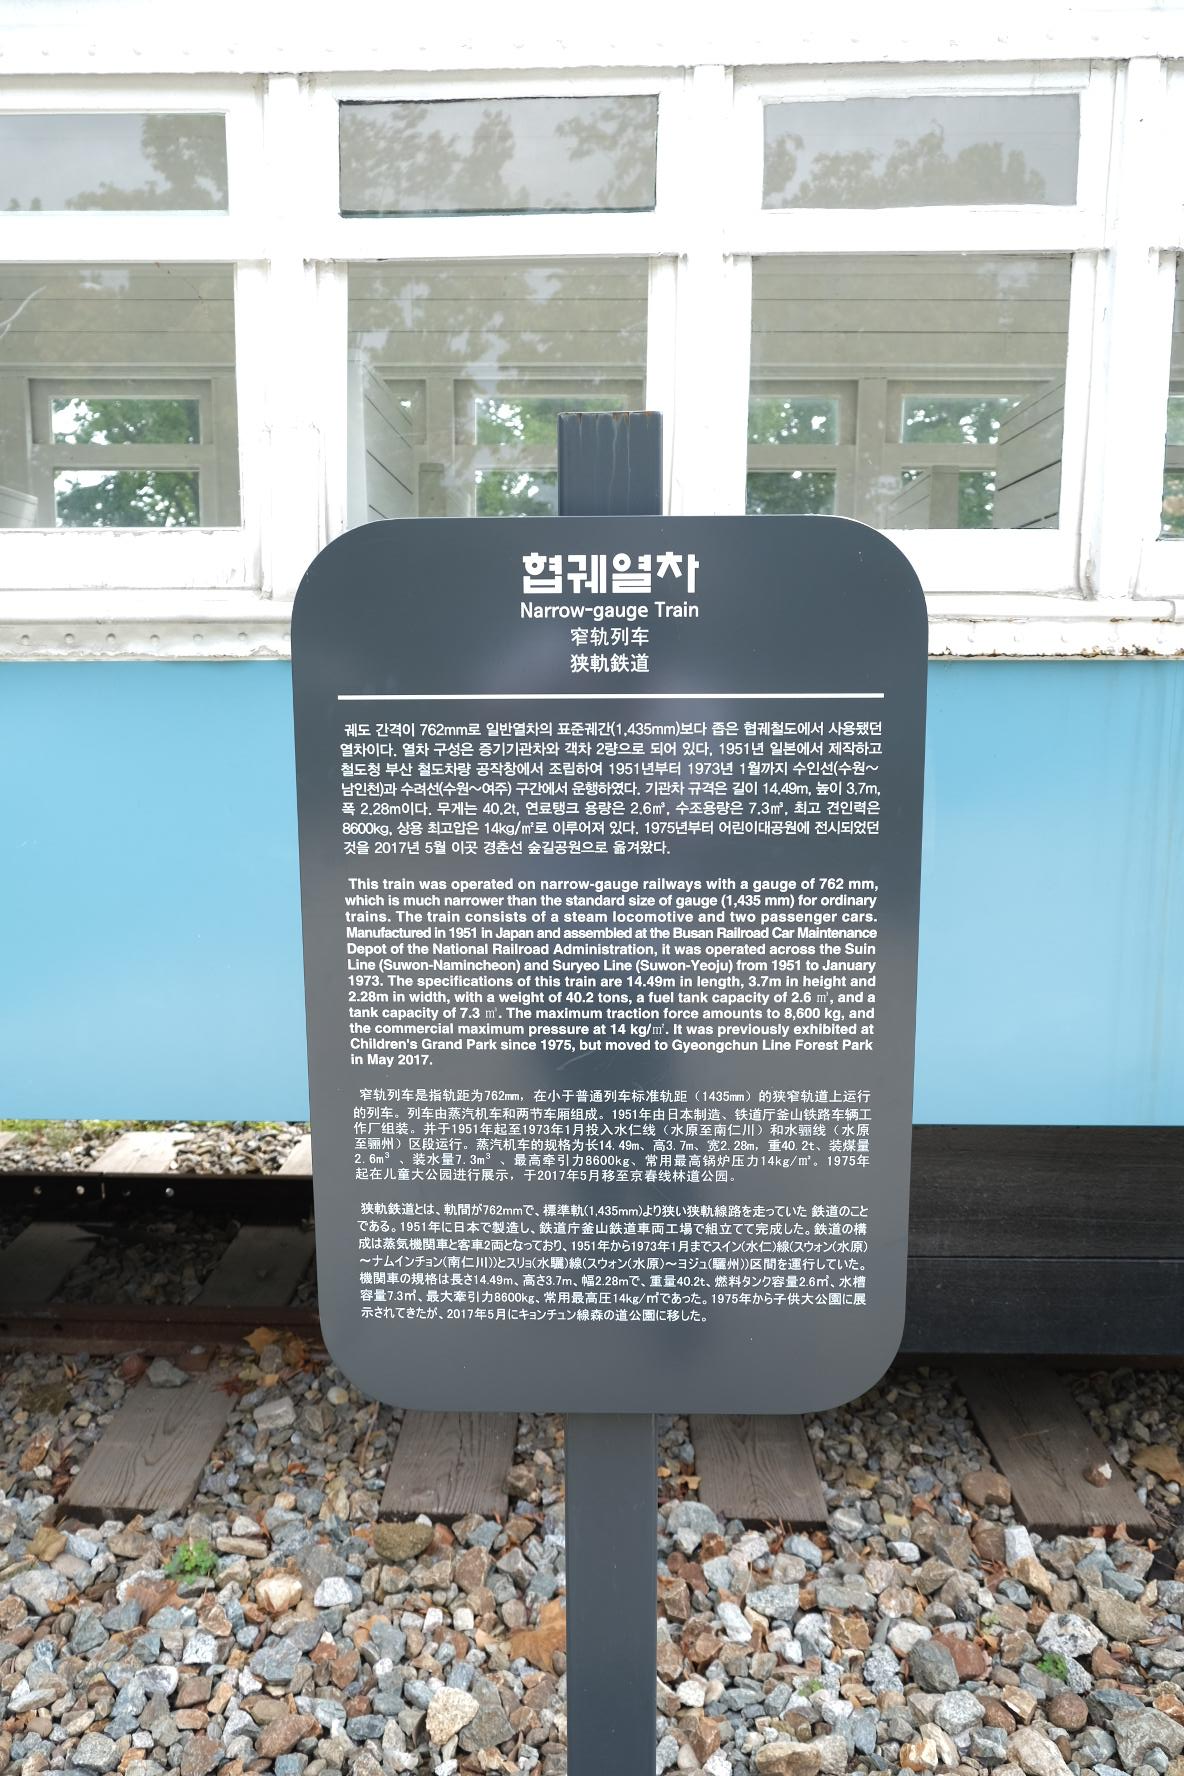 협궤열차
Narrow-gauge Train
窄轨列车
狭軌鉄道
궤도 간격이 762mm로 일반열차의 표준궤간(1,435mm)보다 좁은 협궤철도에서 사용됐던
열차이다. 열차 구성은 증기기관차와 객차 2량으로 되어 있다. 1951년 일본에서 제작하고
철도청 부산 철도차량 공작창에서 조립하여 1951년부터 1973년 1월까지 수인선(수원~
남인천)과 수려선(수원~여주) 구간에서 운행하였다. 기관차 규격은 길이 14.49m, 높이 3.7m,
폭 2.28m이다. 무게는 40.2t, 연료탱크 용량은 2.6㎥, 수조용량은 7.3㎥, 최고 견인력은
8600kg, 상용 최고압은 14kg/㎥로 이루어져 있다. 1975년부터 어린이대공원에 전시되었던
것을 2017년 5월 이곳 경춘선 숲길공원으로 옮겨왔다.
This train was operated on narrow-gauge railways with a gauge of 762 mm,
which is much narrower than the standard size of gauge (1,435 mm) for ordinary
trains. The train consists of a steam locomotive and two passenger cars.
Manufactured in 1951 in Japan and assembled at the Busan Railroad Car Maintenance
Depot of the National Railroad Administration, it was operated across the Suin
Line (Suwon-Namincheon) and Suryeo Line (Suwon-Yeoju) from 1951 to January
1973. The specifications of this train are 14.49m in length, 3.7m in height and
2.28m in width, with a weight of 40.2 tons, a fuel tank capacity of 2.6 ㎥, and a
tank capacity of 7.3 ㎥. The maximum traction force amounts to 8,600 kg, and
the commercial maximum pressure at 14 kg/㎥. It was previously exhibited at
Children's Grand Park since 1975, but moved to Gyeongchun Line Forest Park
in May 2017.
窄轨列车是指轨距为762mm，在小于普通列车标准轨距（1435mm）的狭窄轨道上运行
的列车。列车由蒸汽机车和两节车厢组成。1951年由日本制造、铁道厅釜山铁路车辆工
作厂组装。并于1951年起至1973年1月投入水仁线（水原至南仁川）和水骊线（水原
至骊州）区段运行。蒸汽机车的规格为长14.49m、高3.7m、宽2.28m，重40.2t、装煤量
2.6m³ 、装水量7.3m³ 、最高牵引力8600kg、常用最高锅炉压力14kg/㎥。1975年
起在儿童大公园进行展示，于2017年5月移至京春线林道公园。
狭軌鉄道とは、軌間が762mmで、標準軌(1,435mm)より狭い狭軌線路を走っていた 鉄道のこと
である。1951年に日本で製造し、鉄道庁釜山鉄道車両工場で組立てて完成した。鉄道の構
成は蒸気機関車と客車2両となっており、1951年から1973年1月までスイン(水仁)線(スウォン(水原)
～ナムインチョン(南仁川))とスリョ(水驪)線(スウォン(水原)～ヨジュ(驪州))区間を運行していた。
機関車の規格は長さ14.49m、高さ3.7m、幅2.28mで、重量40.2t、燃料タンク容量2.6㎥、水槽
容量7.3㎥、最大牽引力8600kg、常用最高圧14kg/㎥であった。1975年から子供大公園に展
示されてきたが、2017年5月にキョンチュン線森の道公園に移した。